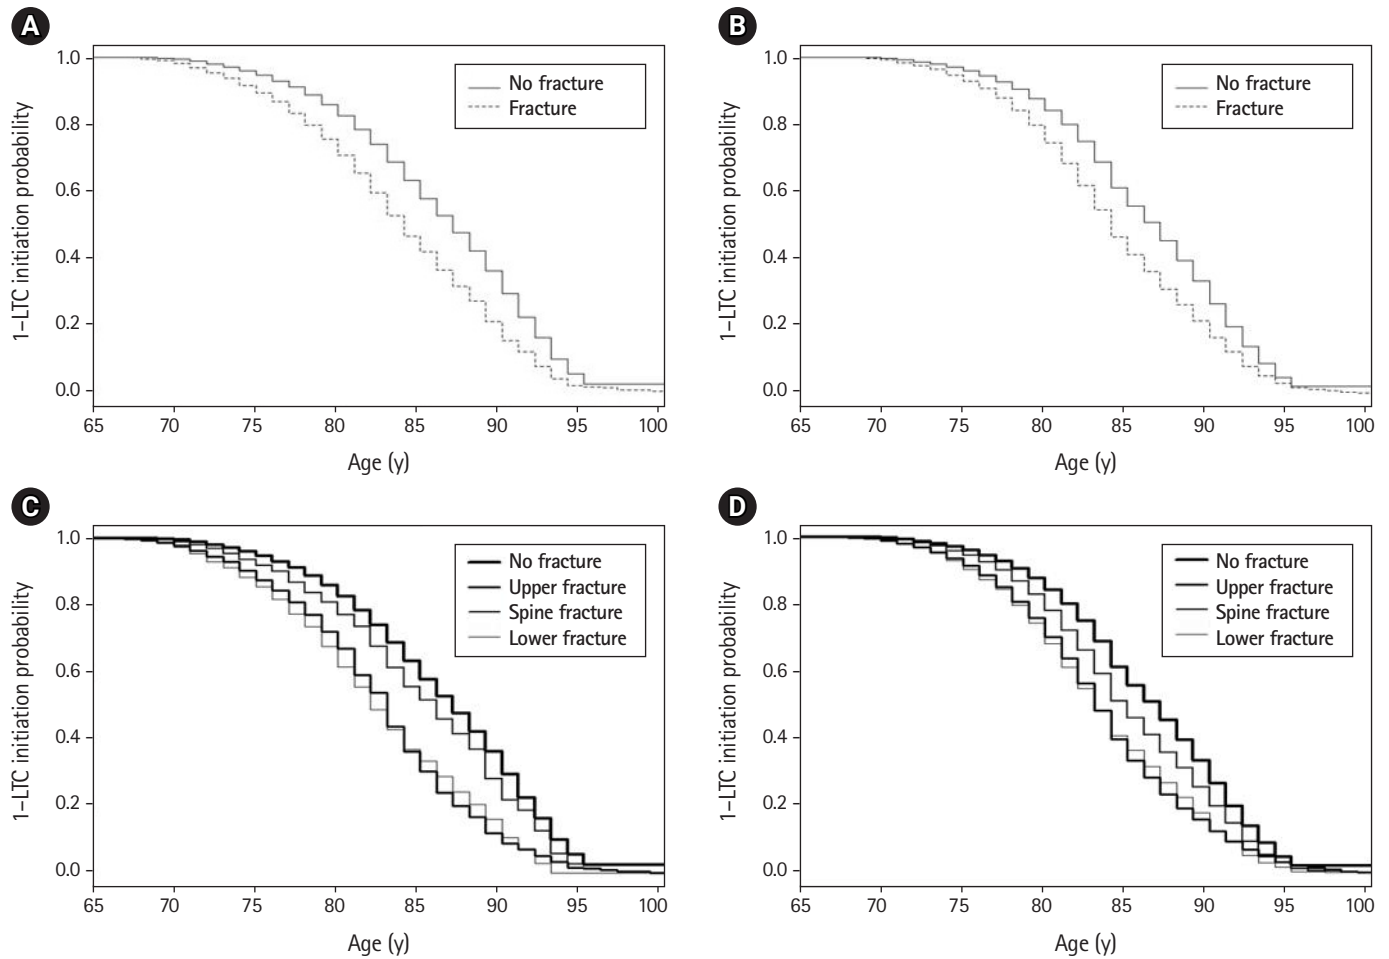 A
1–LTC initiation probability
1.0
0.8
0.6
0.4
0.2
0.0
No fracture
Fracture
65 70 75 80 85 90 95 100
Age (y)
B
1–LTC initiation probability
1.0
0.8
0.6
0.4
0.2
0.0
No fracture
Fracture
65 70 75 80 85 90 95 100
Age (y)
C
1–LTC initiation probability
1.0
0.8
0.6
0.4
0.2
0.0
No fracture
Upper fracture
Spine fracture
Lower fracture
65 70 75 80 85 90 95 100
Age (y)
D
1–LTC initiation probability
1.0
0.8
0.6
0.4
0.2
0.0
No fracture
Upper fracture
Spine fracture
Lower fracture
65 70 75 80 85 90 95 100
Age (y)